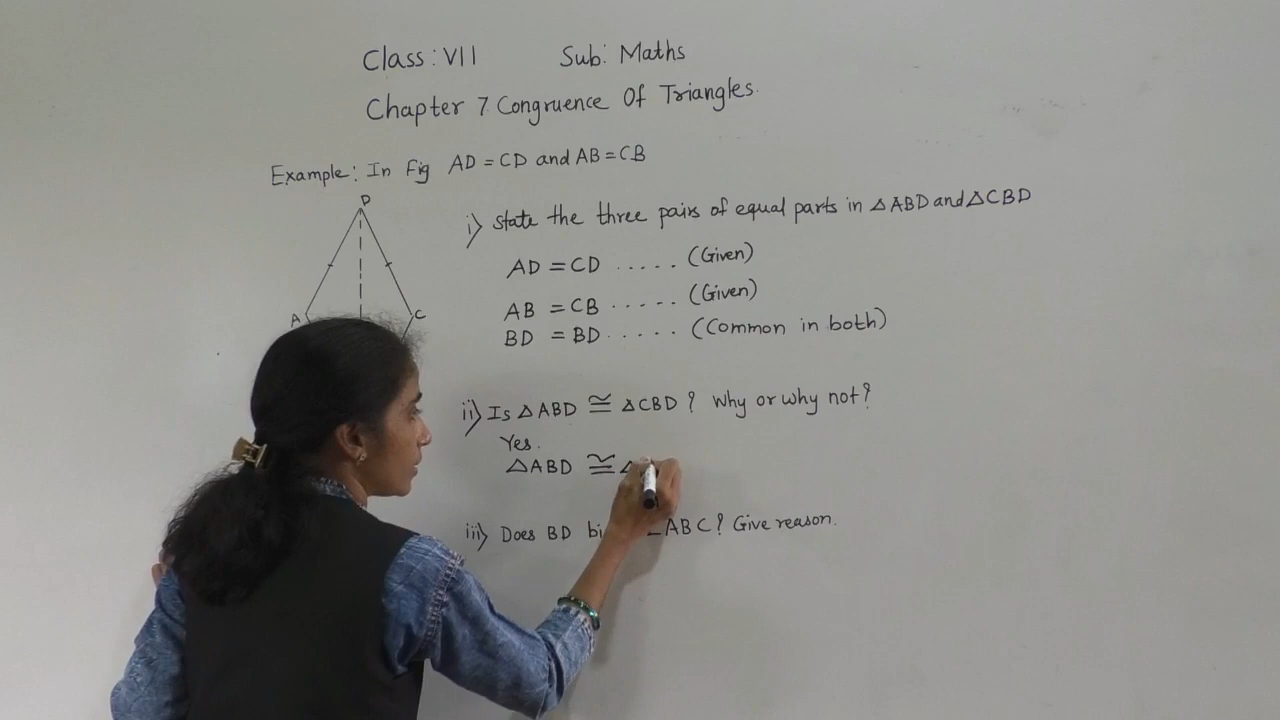 Class : VII Sub: Maths
Chapter 7 Congruence Of Triangles.
Example: In Fig AD = CD and AB = CB
D
A C
i) State the three pairs of equal parts in △ABD and △CBD
AD = CD ..... (Given)
AB = CB ..... (Given)
BD = BD ..... (Common in both)
ii) Is △ABD ≅ △CBD ? Why or why not?
Yes.
△ABD ≅ △
iii) Does BD bi ∠ABC? Give reason.